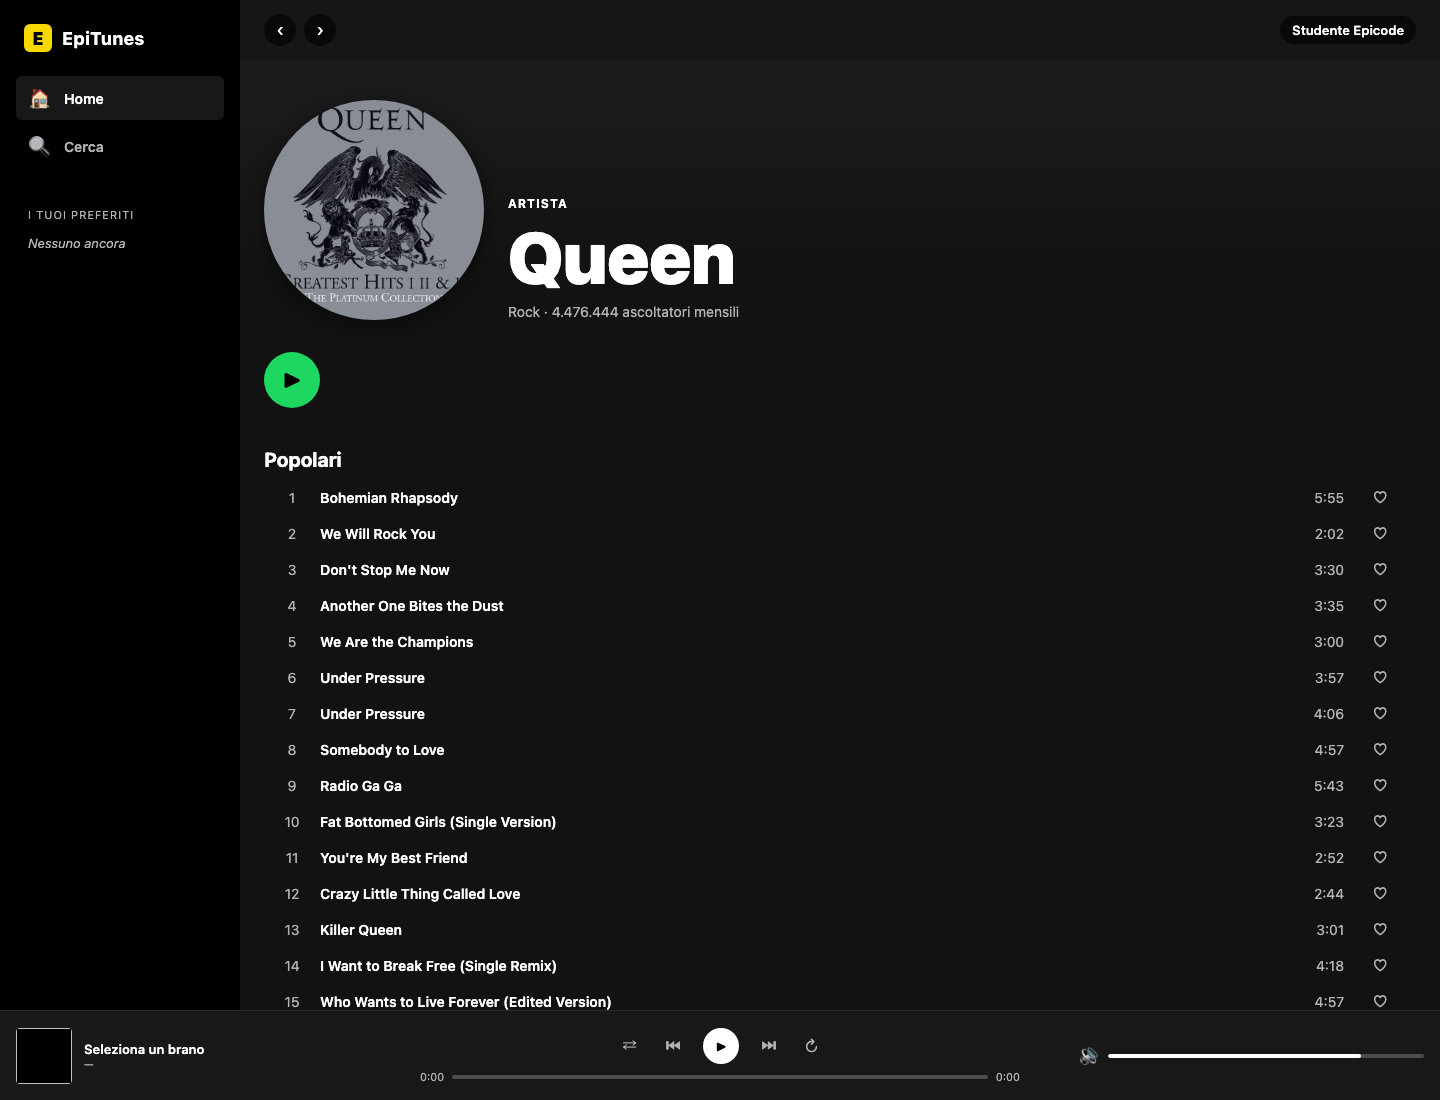 E EpiTunes
Home
Cerca
I TUOI PREFERITI
Nessuno ancora
Studente Epicode
QUEEN
GREATEST HITS I II &
THE PLATINUM COLLECTION
ARTISTA
Queen
Rock · 4.476.444 ascoltatori mensili
Popolari
1 Bohemian Rhapsody 5:55
2 We Will Rock You 2:02
3 Don't Stop Me Now 3:30
4 Another One Bites the Dust 3:35
5 We Are the Champions 3:00
6 Under Pressure 3:57
7 Under Pressure 4:06
8 Somebody to Love 4:57
9 Radio Ga Ga 5:43
10 Fat Bottomed Girls (Single Version) 3:23
11 You're My Best Friend 2:52
12 Crazy Little Thing Called Love 2:44
13 Killer Queen 3:01
14 I Want to Break Free (Single Remix) 4:18
15 Who Wants to Live Forever (Edited Version) 4:57
Seleziona un brano
—
0:00 0:00